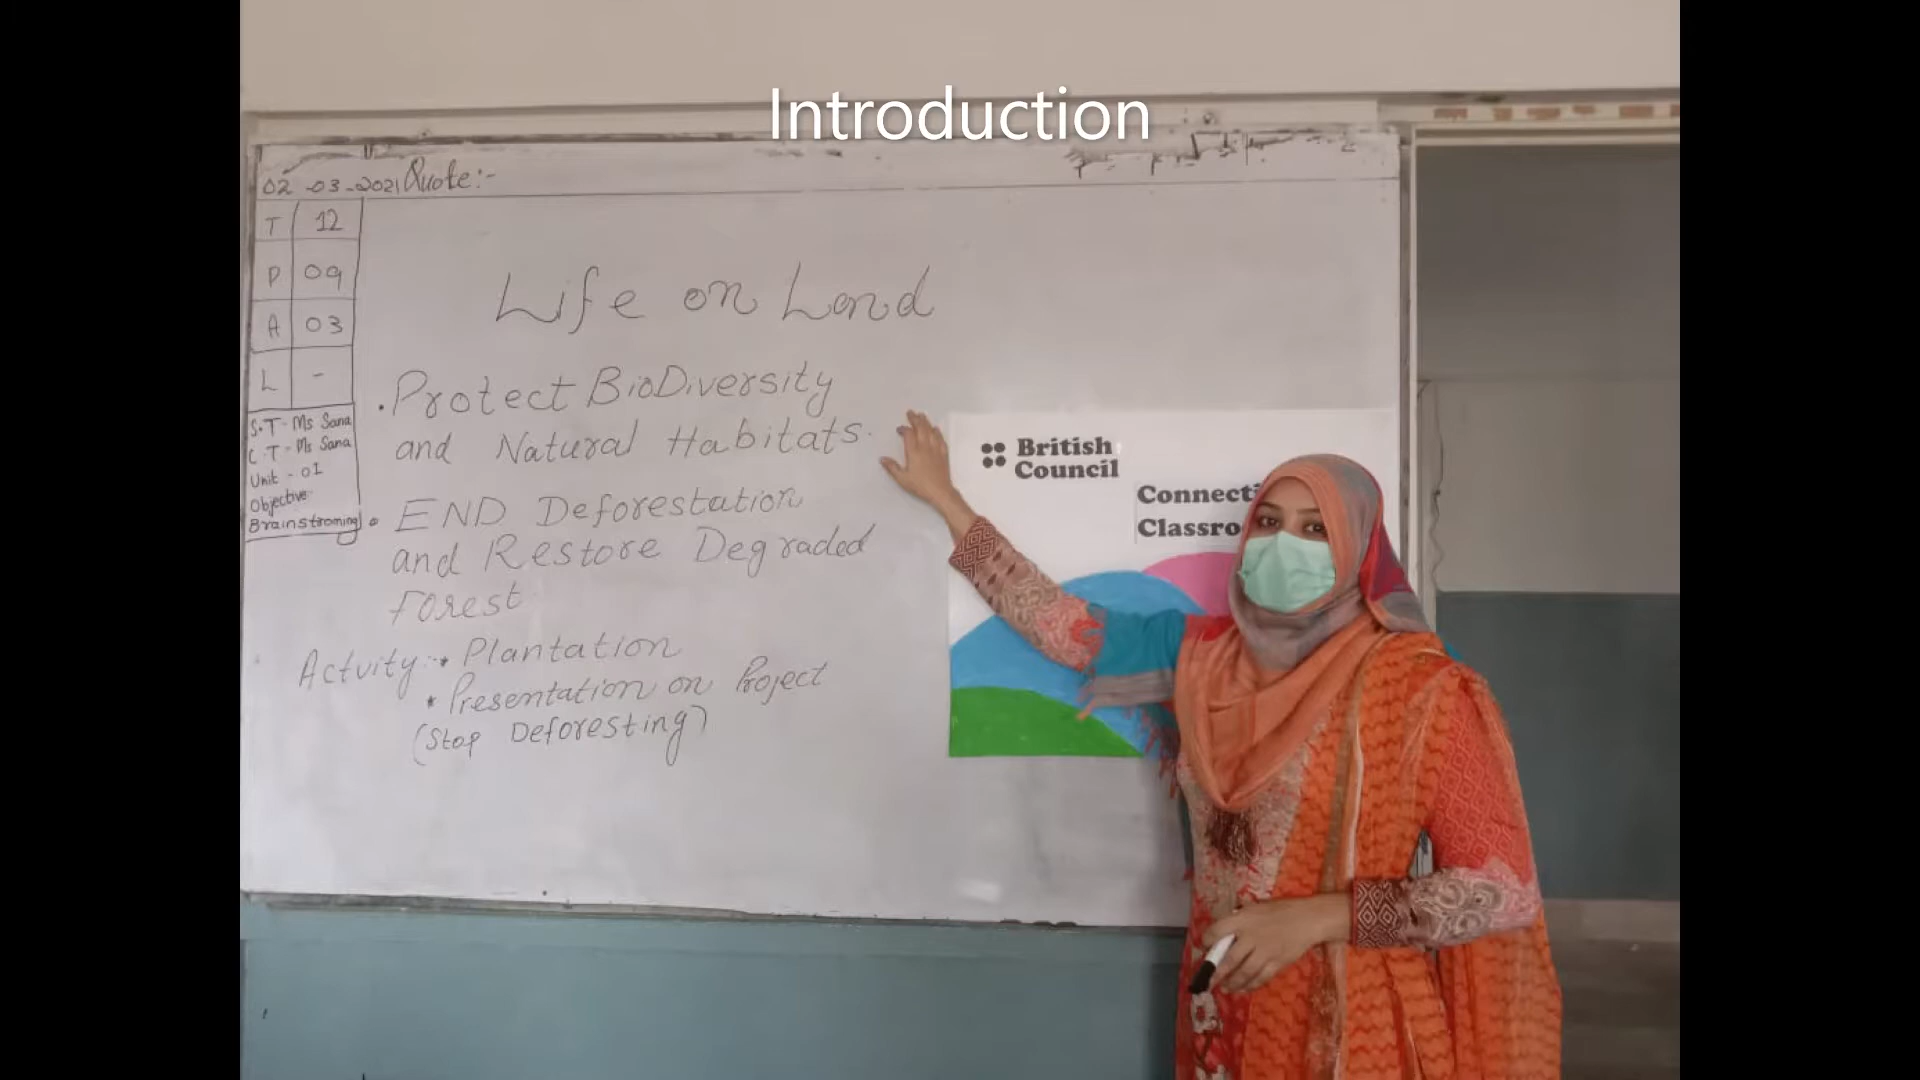 Introduction
02-03-2021 Quote:-
T 12
P 09
A 03
L -
S.T - Ms Sana
C.T - Ms Sana
Unit - 01
Objective
Brainstroming
Life on Land
. Protect BioDiversity
and Natural Habitats.
. END Deforestation
and Restore Degraded
Forest.
Actvity:- * Plantation
* Presentation on Project
(Stop Deforesting)
British
Council
Connecti
Classro